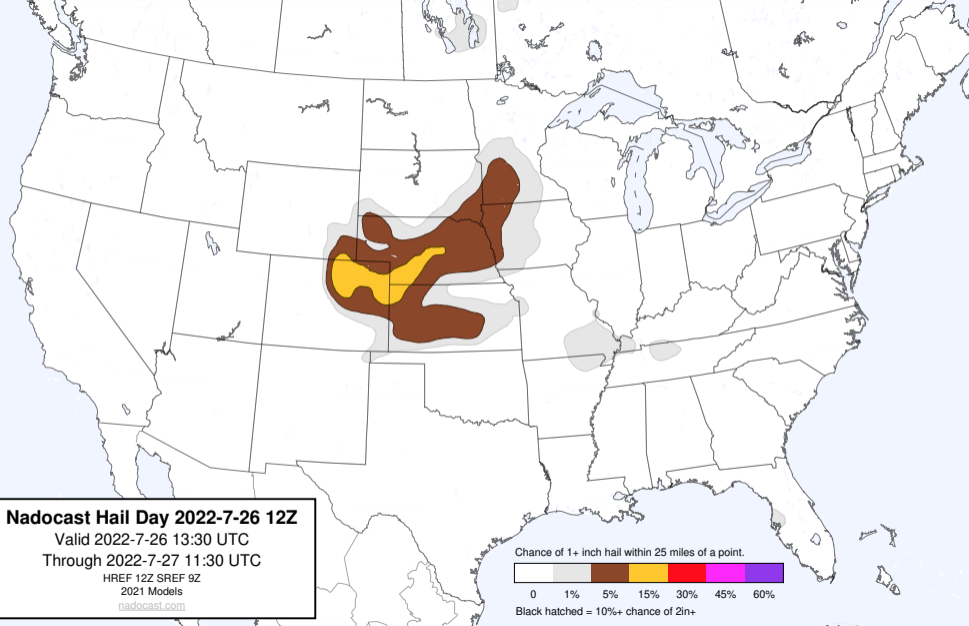 Nadocast Hail Day 2022-7-26 12Z
Valid 2022-7-26 13:30 UTC
Through 2022-7-27 11:30 UTC
HREF 12Z SREF 9Z
2021 Models
nadocast.com
Chance of 1+ inch hail within 25 miles of a point.
0 1% 5% 15% 30% 45% 60%
Black hatched = 10%+ chance of 2in+